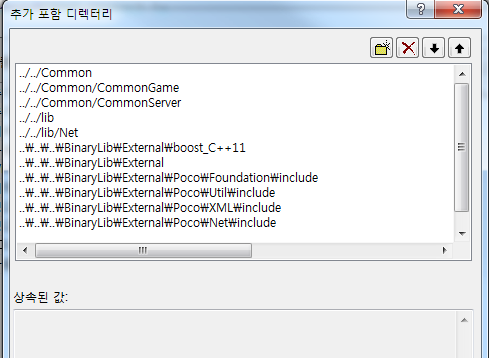 추가 포함 디렉터리
../../Common
../../Common/CommonGame
../../Common/CommonServer
../../lib
../../lib/Net
..₩..₩..₩BinaryLib₩External₩boost_C++11
..₩..₩..₩BinaryLib₩External
..₩..₩..₩BinaryLib₩External₩Poco₩Foundation₩include
..₩..₩..₩BinaryLib₩External₩Poco₩Util₩include
..₩..₩..₩BinaryLib₩External₩Poco₩XML₩include
..₩..₩..₩BinaryLib₩External₩Poco₩Net₩include
상속된 값: